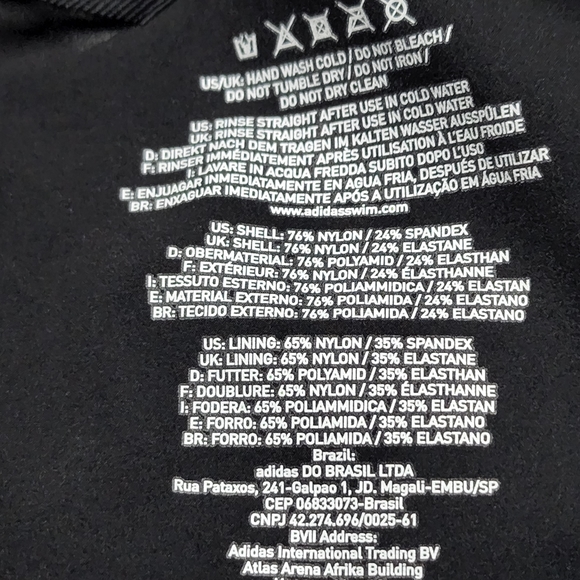 US/UK: HAND WASH COLD / DO NOT BLEACH /
DO NOT TUMBLE DRY / DO NOT IRON /
DO NOT DRY CLEAN
US: RINSE STRAIGHT AFTER USE IN COLD WATER
UK: RINSE STRAIGHT AFTER USE IN COLD WATER
D: DIREKT NACH DEM TRAGEN IM KALTEN WASSER AUSSPÜLEN
F: RINSER IMMÉDIATEMENT APRÈS UTILISATION À L'EAU FROIDE
I: LAVARE IN ACQUA FREDDA SUBITO DOPO L'USO
E: ENJUAGAR INMEDIATAMENTE EN AGUA FRIA, DESPUÉS DE UTILIZAR
BR: ENXAGUAR IMEDIATAMENTE APÓS A UTILIZAÇÃO EM ÁGUA FRIA
www.adidasswim.com
US: SHELL: 76% NYLON / 24% SPANDEX
UK: SHELL: 76% NYLON / 24% ELASTANE
D: OBERMATERIAL: 76% POLYAMID / 24% ELASTHAN
F: EXTÉRIEUR: 76% NYLON / 24% ÉLASTHANNE
I: TESSUTO ESTERNO: 76% POLIAMMIDICA / 24% ELASTAN
E: MATERIAL EXTERNO: 76% POLIAMIDA / 24% ELASTANO
BR: TECIDO EXTERNO: 76% POLIAMIDA / 24% ELASTANO
US: LINING: 65% NYLON / 35% SPANDEX
UK: LINING: 65% NYLON / 35% ELASTANE
D: FUTTER: 65% POLYAMID / 35% ELASTHAN
F: DOUBLURE: 65% NYLON / 35% ÉLASTHANNE
I: FODERA: 65% POLIAMMIDICA / 35% ELASTAN
E: FORRO: 65% POLIAMIDA / 35% ELASTANO
BR: FORRO: 65% POLIAMIDA / 35% ELASTANO
Brazil:
adidas DO BRASIL LTDA
Rua Pataxos, 241-Galpao 1, JD. Magali-EMBU/SP
CEP 06833073-Brasil
CNPJ 42.274.696/0025-61
BVII Address:
Adidas International Trading BV
Atlas Arena Afrika Building